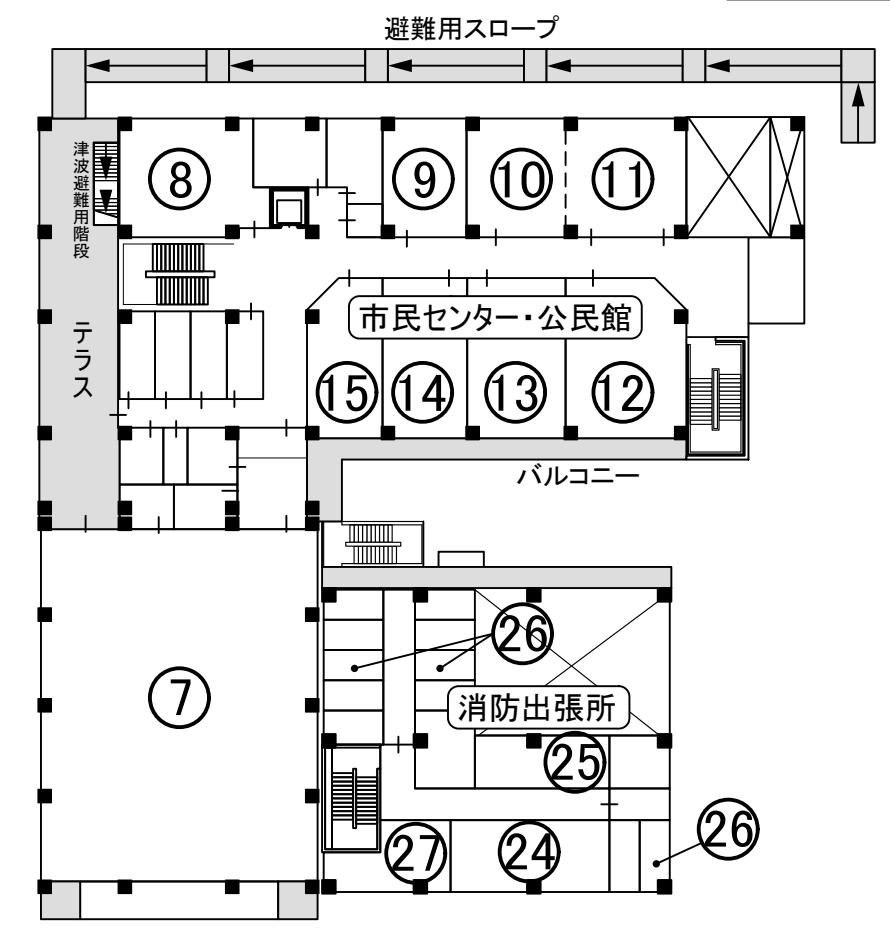 避難用スロープ
津波避難用階段
⑧
⑨
⑩
⑪
テラス
市民センター・公民館
⑮
⑭
⑬
⑫
バルコニー
㉖
⑦
消防出張所
㉕
㉖
㉗
㉔